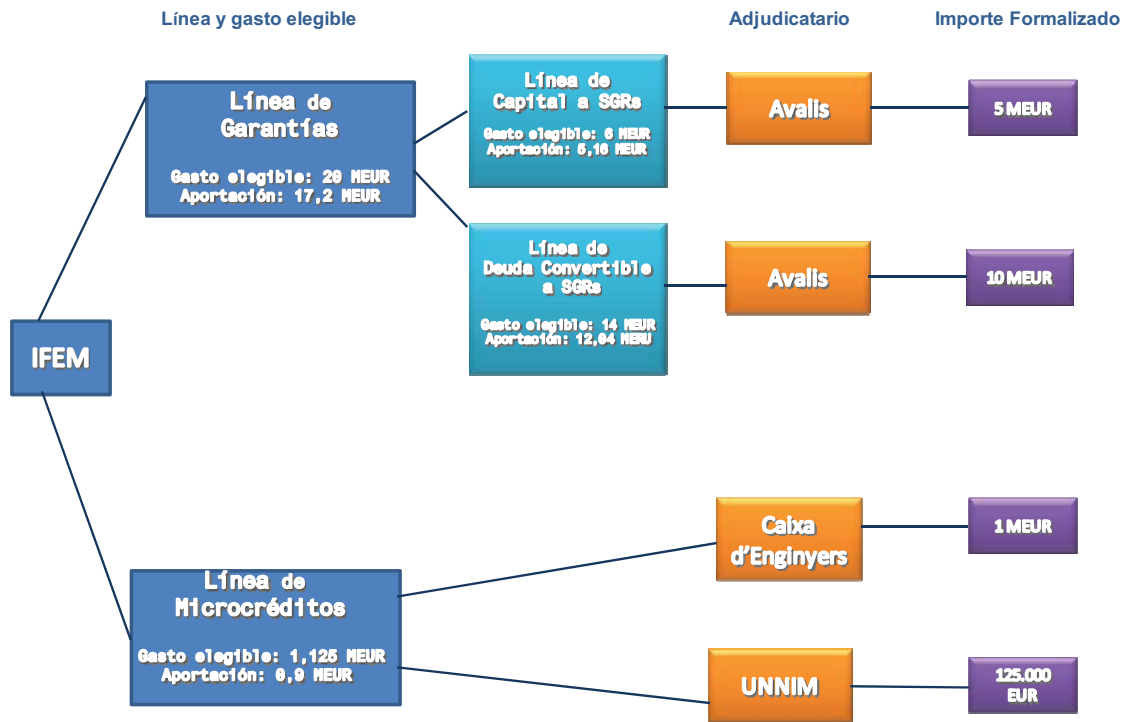 Línea y gasto elegible
Adjudicatario
Importe Formalizado
IFEM
Línea de
Garantías
Gasto elegible: 20 MEUR
Aportación: 17,2 MEUR
Línea de
Capital a SGRs
Gasto elegible: 6 MEUR
Aportación: 5,16 MEUR
Avalis
5 MEUR
Línea de
Deuda Convertible
a SGRs
Gasto elegible: 14 MEUR
Aportación: 12,04 MERU
Avalis
10 MEUR
Línea de
Microcréditos
Gasto elegible: 1,125 MEUR
Aportación: 0,9 MEUR
Caixa
d'Enginyers
1 MEUR
UNNIM
125.000
EUR